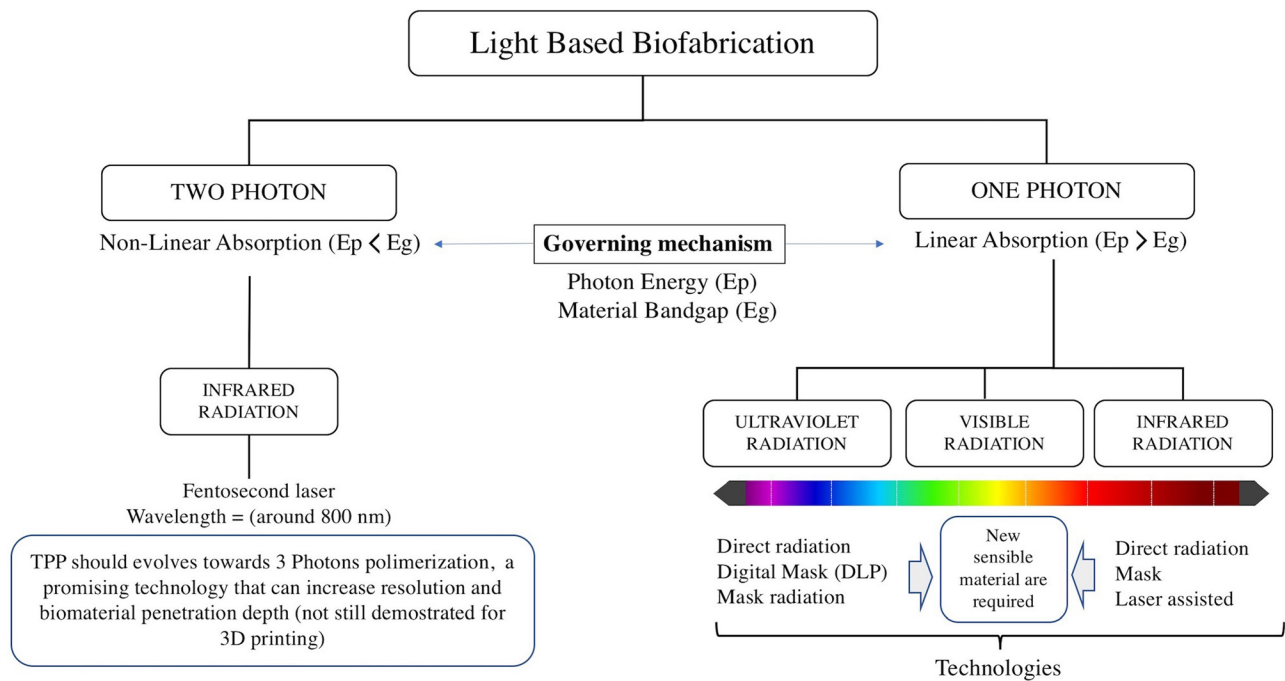 Light Based Biofabrication
TWO PHOTON
ONE PHOTON
Non-Linear Absorption (Ep < Eg)
Governing mechanism
Linear Absorption (Ep > Eg)
Photon Energy (Ep)
Material Bandgap (Eg)
INFRARED
RADIATION
ULTRAVIOLET
RADIATION
VISIBLE
RADIATION
INFRARED
RADIATION
Fentosecond laser
Wavelength = (around 800 nm)
TPP should evolves towards 3 Photons polimerization, a
promising technology that can increase resolution and
biomaterial penetration depth (not still demostrated for
3D printing)
Direct radiation
Digital Mask (DLP)
Mask radiation
New
sensible
material are
required
Direct radiation
Mask
Laser assisted
Technologies